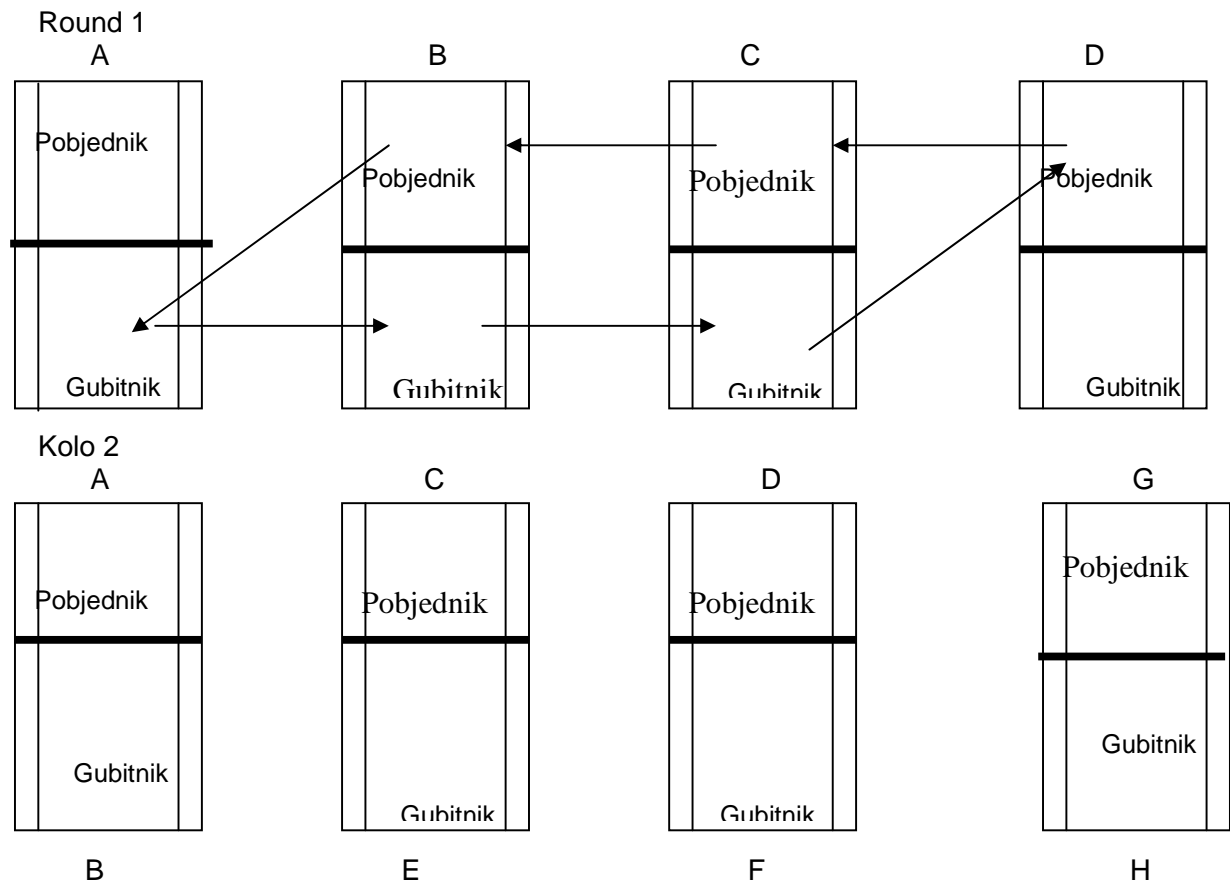 Round 1
A B C D
Pobjednik Pobjednik Pobjednik Pobjednik
Gubitnik Gubitnik Gubitnik Gubitnik
Kolo 2
A C D G
Pobjednik Pobjednik Pobjednik Pobjednik
Gubitnik Gubitnik Gubitnik Gubitnik
B E F H